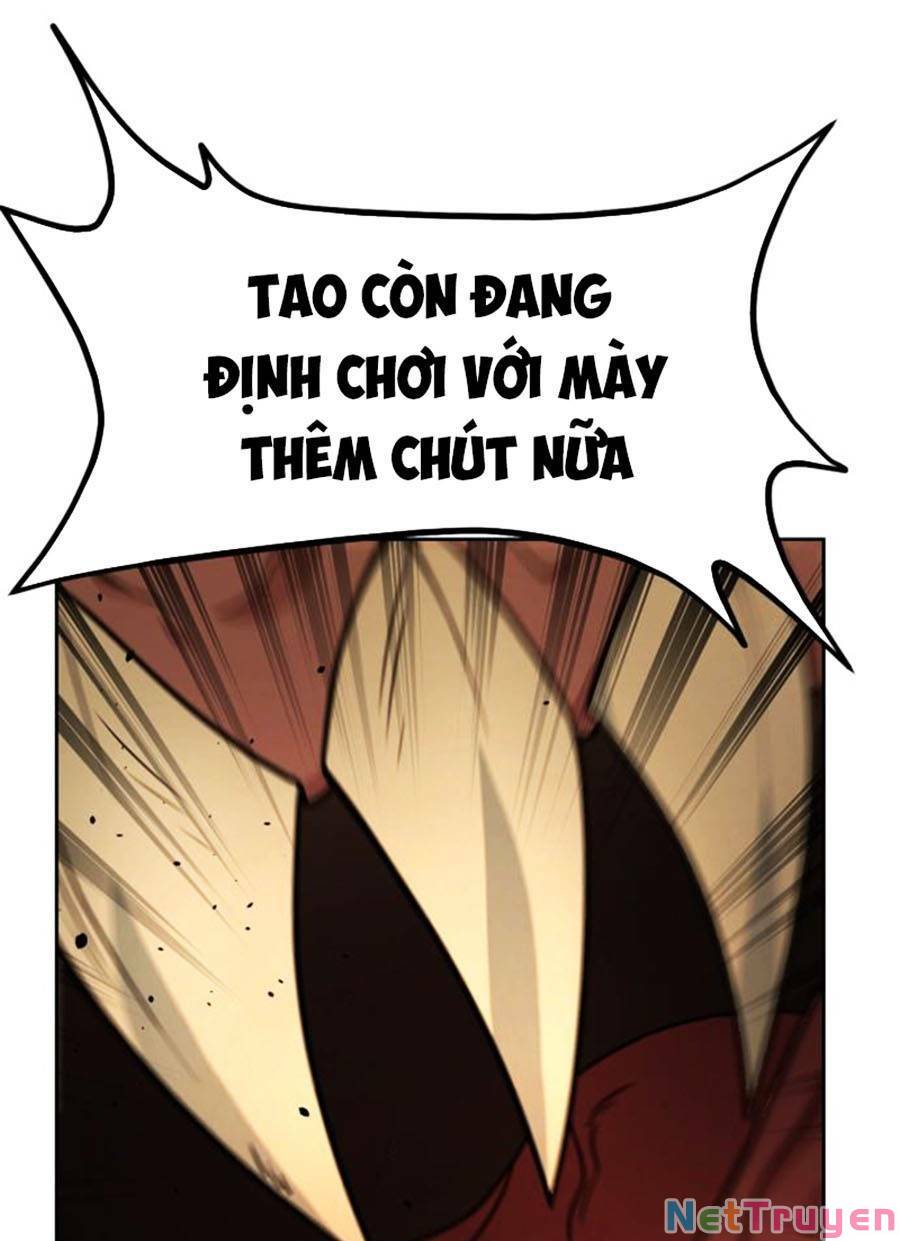 TAO CÒN ĐANG
ĐỊNH CHƠI VỚI MÀY
THÊM CHÚT NỮA
NetTruyen